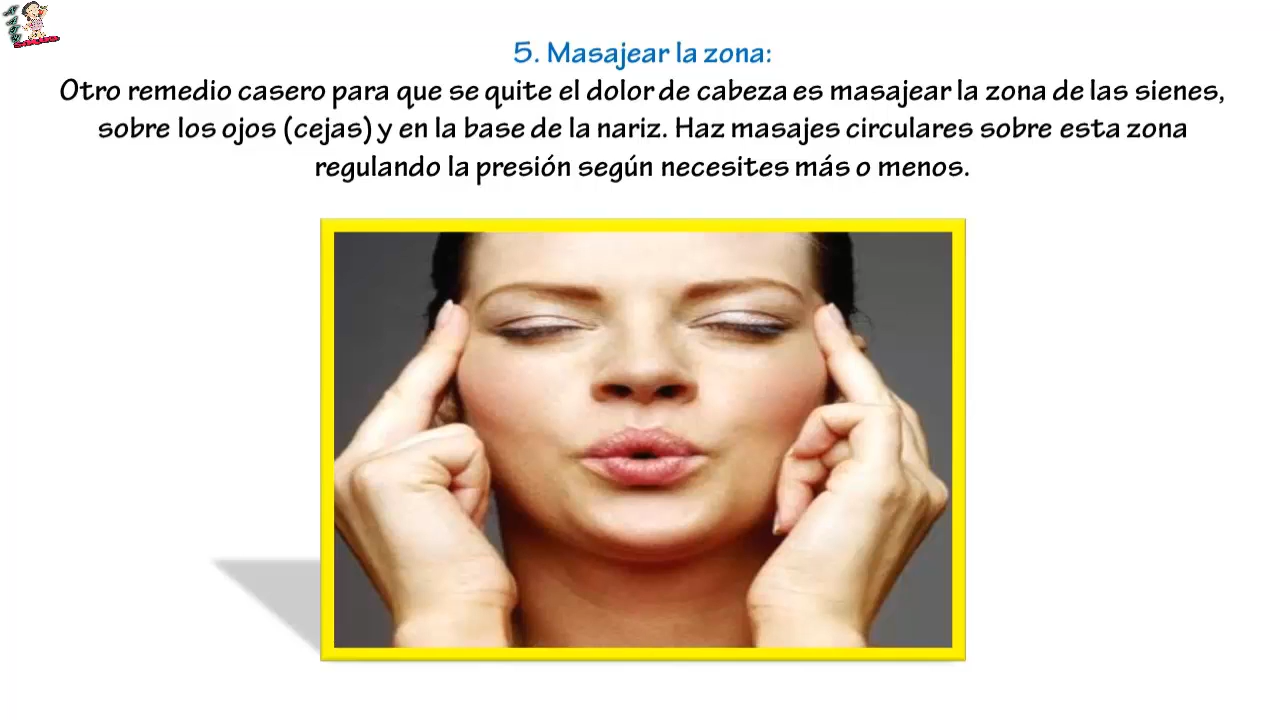 5. Masajear la zona:
Otro remedio casero para que se quite el dolor de cabeza es masajear la zona de las sienes,
sobre los ojos (cejas) y en la base de la nariz. Haz masajes circulares sobre esta zona
regulando la presión según necesites más o menos.